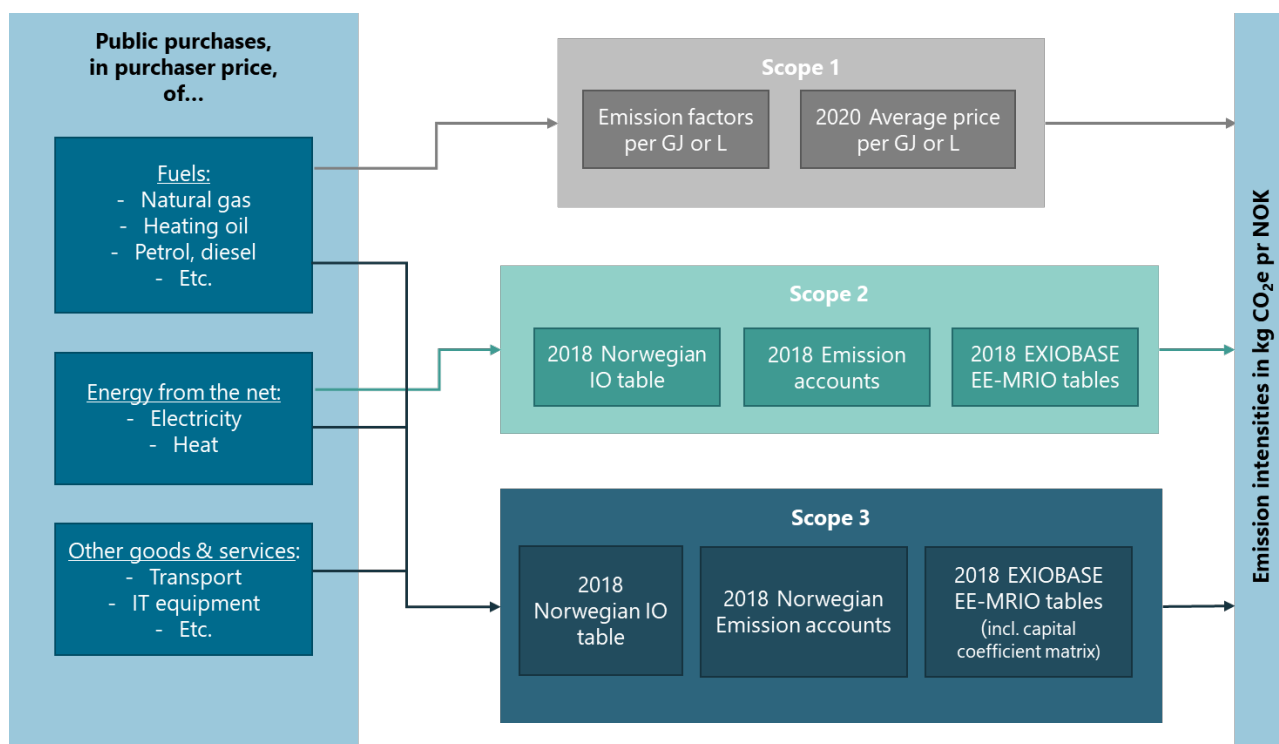 Public purchases,
in purchaser price,
of...
Fuels:
- Natural gas
- Heating oil
- Petrol, diesel
- Etc.
Energy from the net:
- Electricity
- Heat
Other goods & services:
- Transport
- IT equipment
- Etc.
Scope 1
Emission factors
per GJ or L
2020 Average price
per GJ or L
Scope 2
2018 Norwegian
IO table
2018 Emission
accounts
2018 EXIOBASE
EE-MRIO tables
Scope 3
2018
Norwegian IO
table
2018 Norwegian
Emission accounts
2018 EXIOBASE
EE-MRIO tables
(incl. capital
coefficient matrix)
Emission intensities in kg CO₂e pr NOK